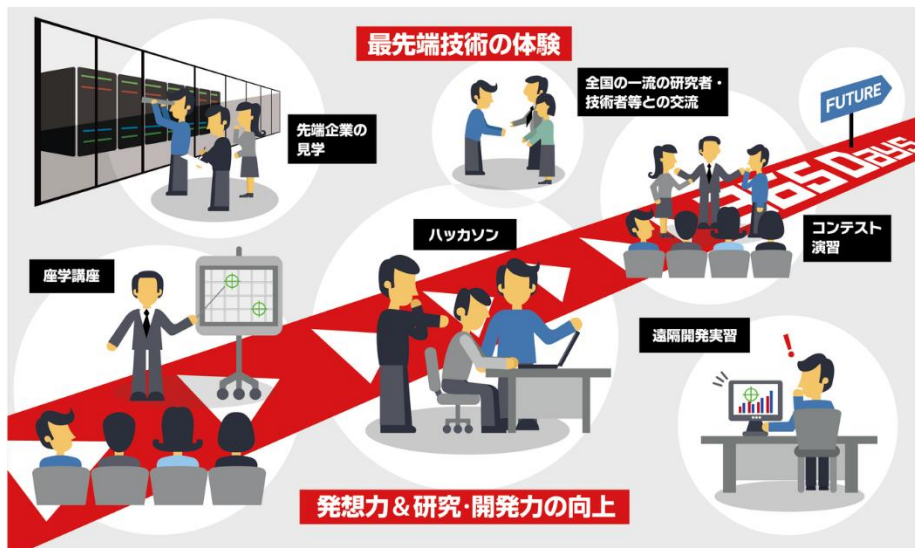 最先端技術の体験
全国の一流の研究者・
技術者等との交流
FUTURE
先端企業の
見学
365 Days
ハッカソン
コンテスト
演習
座学講座
遠隔開発実習
発想力&研究・開発力の向上